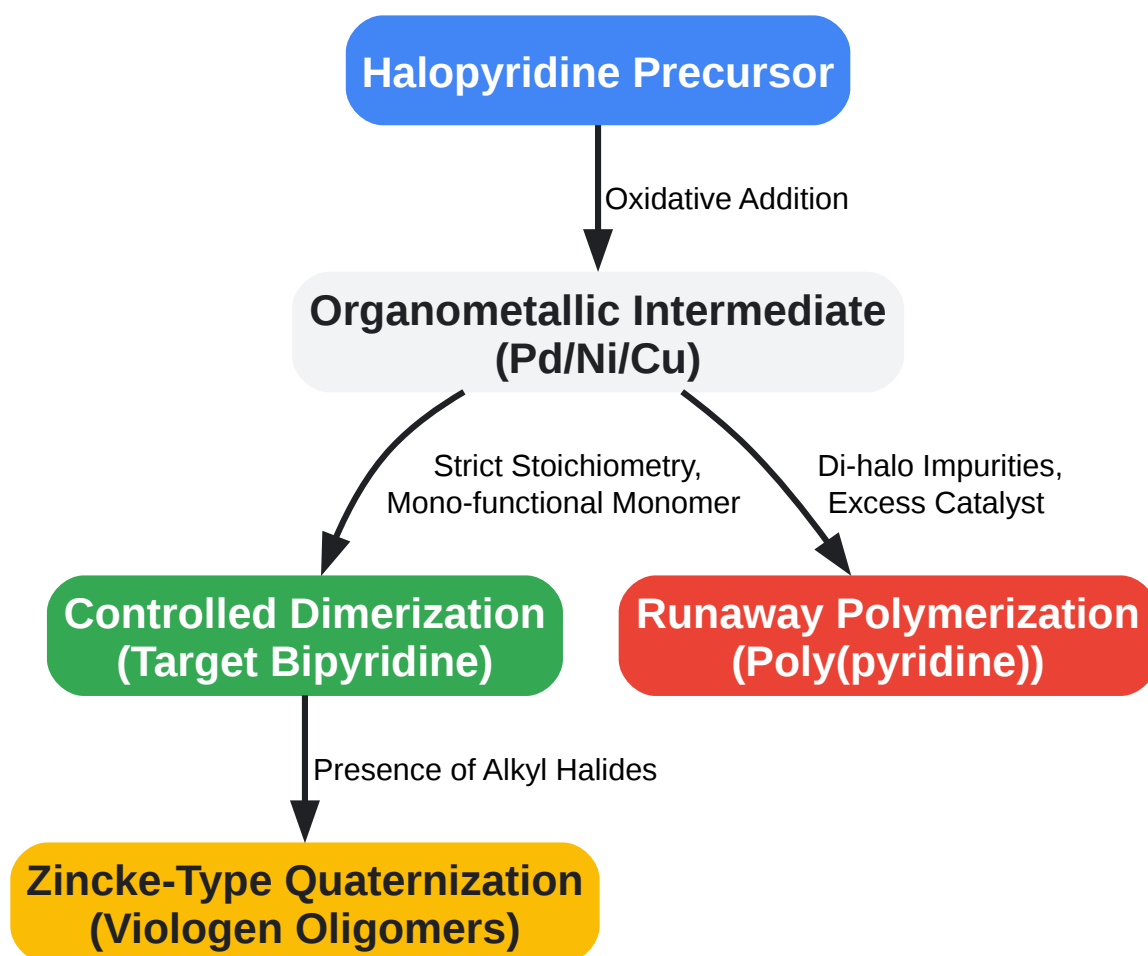 Halopyridine Precursor
Oxidative Addition
Organometallic Intermediate
(Pd/Ni/Cu)
Strict Stoichiometry,
Mono-functional Monomer
Di-halo Impurities,
Excess Catalyst
Controlled Dimerization
(Target Bipyridine)
Runaway Polymerization
(Poly(pyridine))
Presence of Alkyl Halides
Zincke-Type Quaternization
(Viologen Oligomers)